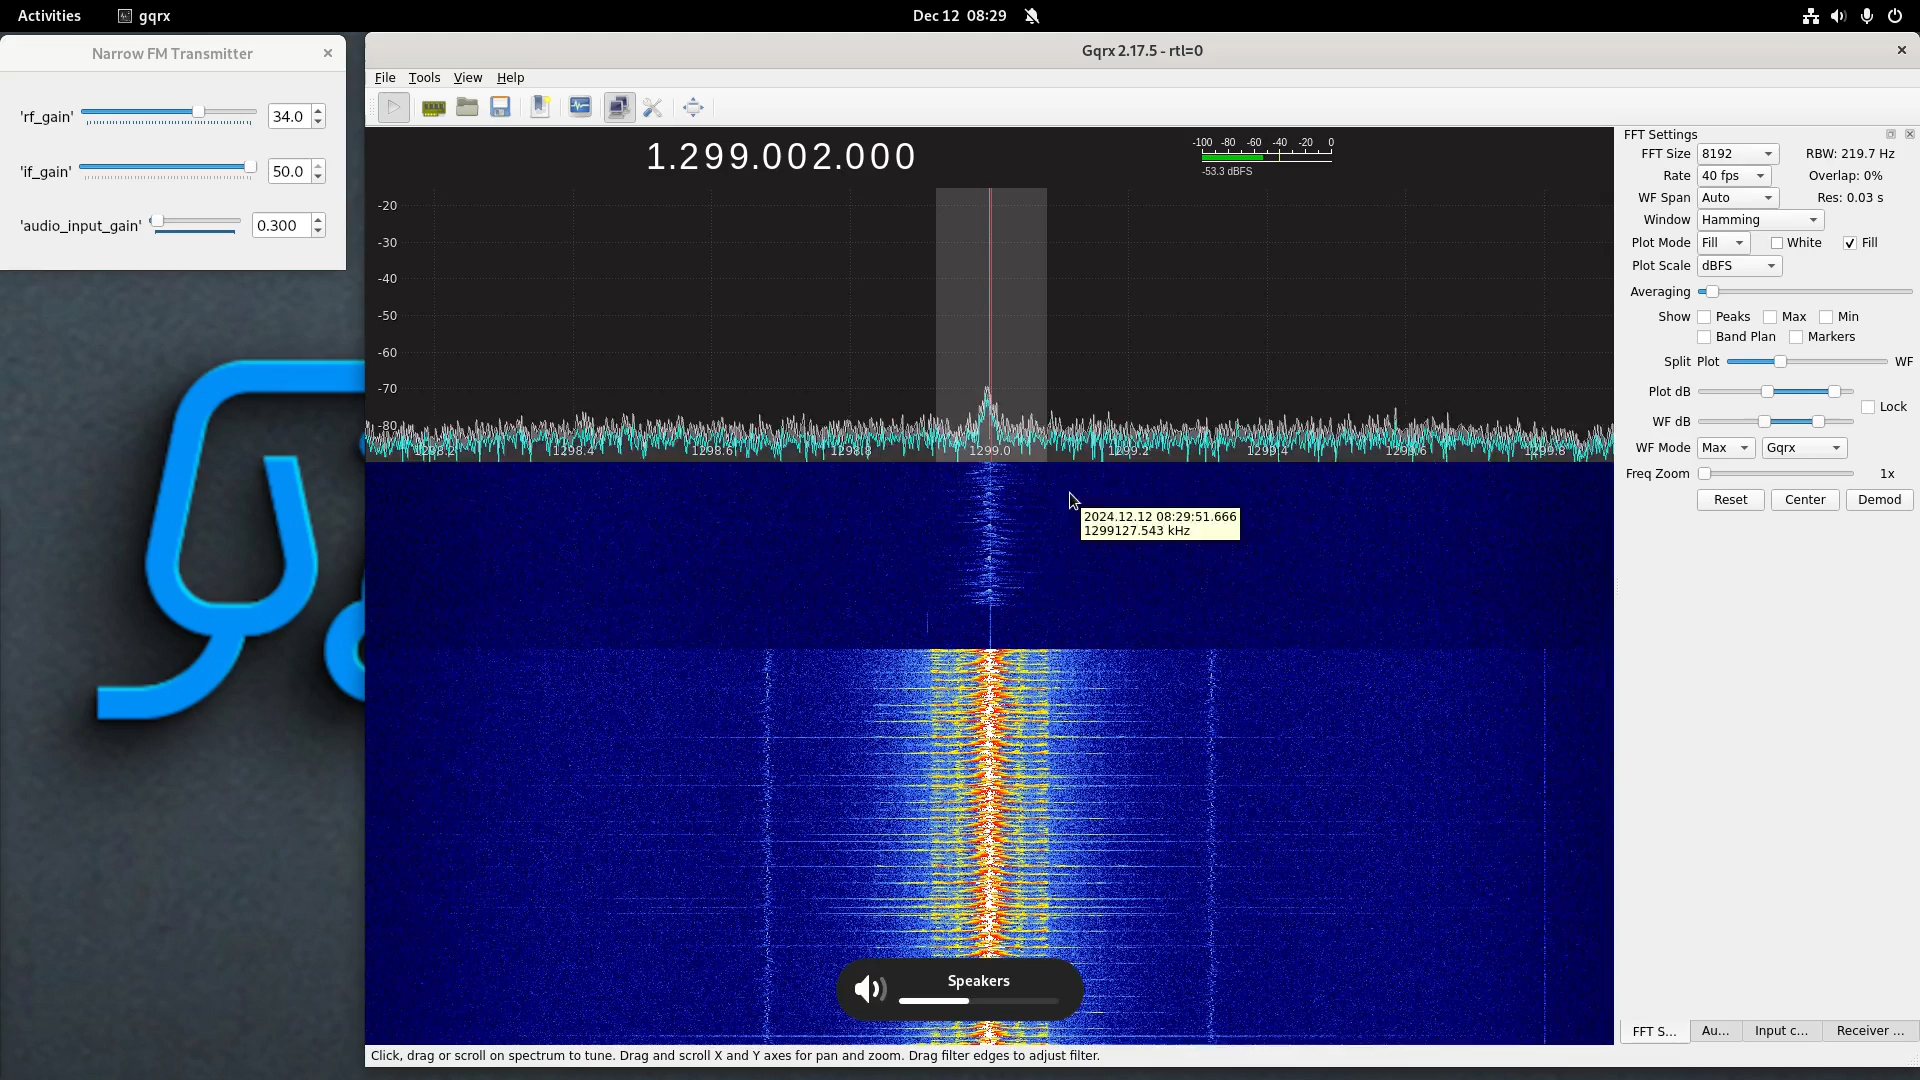 Activities gqrx Dec 12 08:29
Narrow FM Transmitter
'rf_gain' 34.0
'if_gain' 50.0
'audio_input_gain' 0.300
Gqrx 2.17.5 - rtl=0
File Tools View Help
1.299.002.000
-100 -80 -60 -40 -20 0
-53.3 dBFS
-20
-30
-40
-50
-60
-70
-80
1298.2 1298.4 1298.6 1298.8 1299.0 1299.2 1299.4 1299.6 1299.8
2024.12.12 08:29:51.666
1299127.543 kHz
Speakers
FFT Settings
FFT Size 8192 RBW: 219.7 Hz
Rate 40 fps Overlap: 0%
WF Span Auto Res: 0.03 s
Window Hamming
Plot Mode Fill White Fill
Plot Scale dBFS
Averaging
Show Peaks Max Min
Band Plan Markers
Split Plot WF
Plot dB
Lock
WF dB
WF Mode Max Gqrx
Freq Zoom 1x
Reset Center Demod
FFT S... Au... Input c... Receiver ...
Click, drag or scroll on spectrum to tune. Drag and scroll X and Y axes for pan and zoom. Drag filter edges to adjust filter.